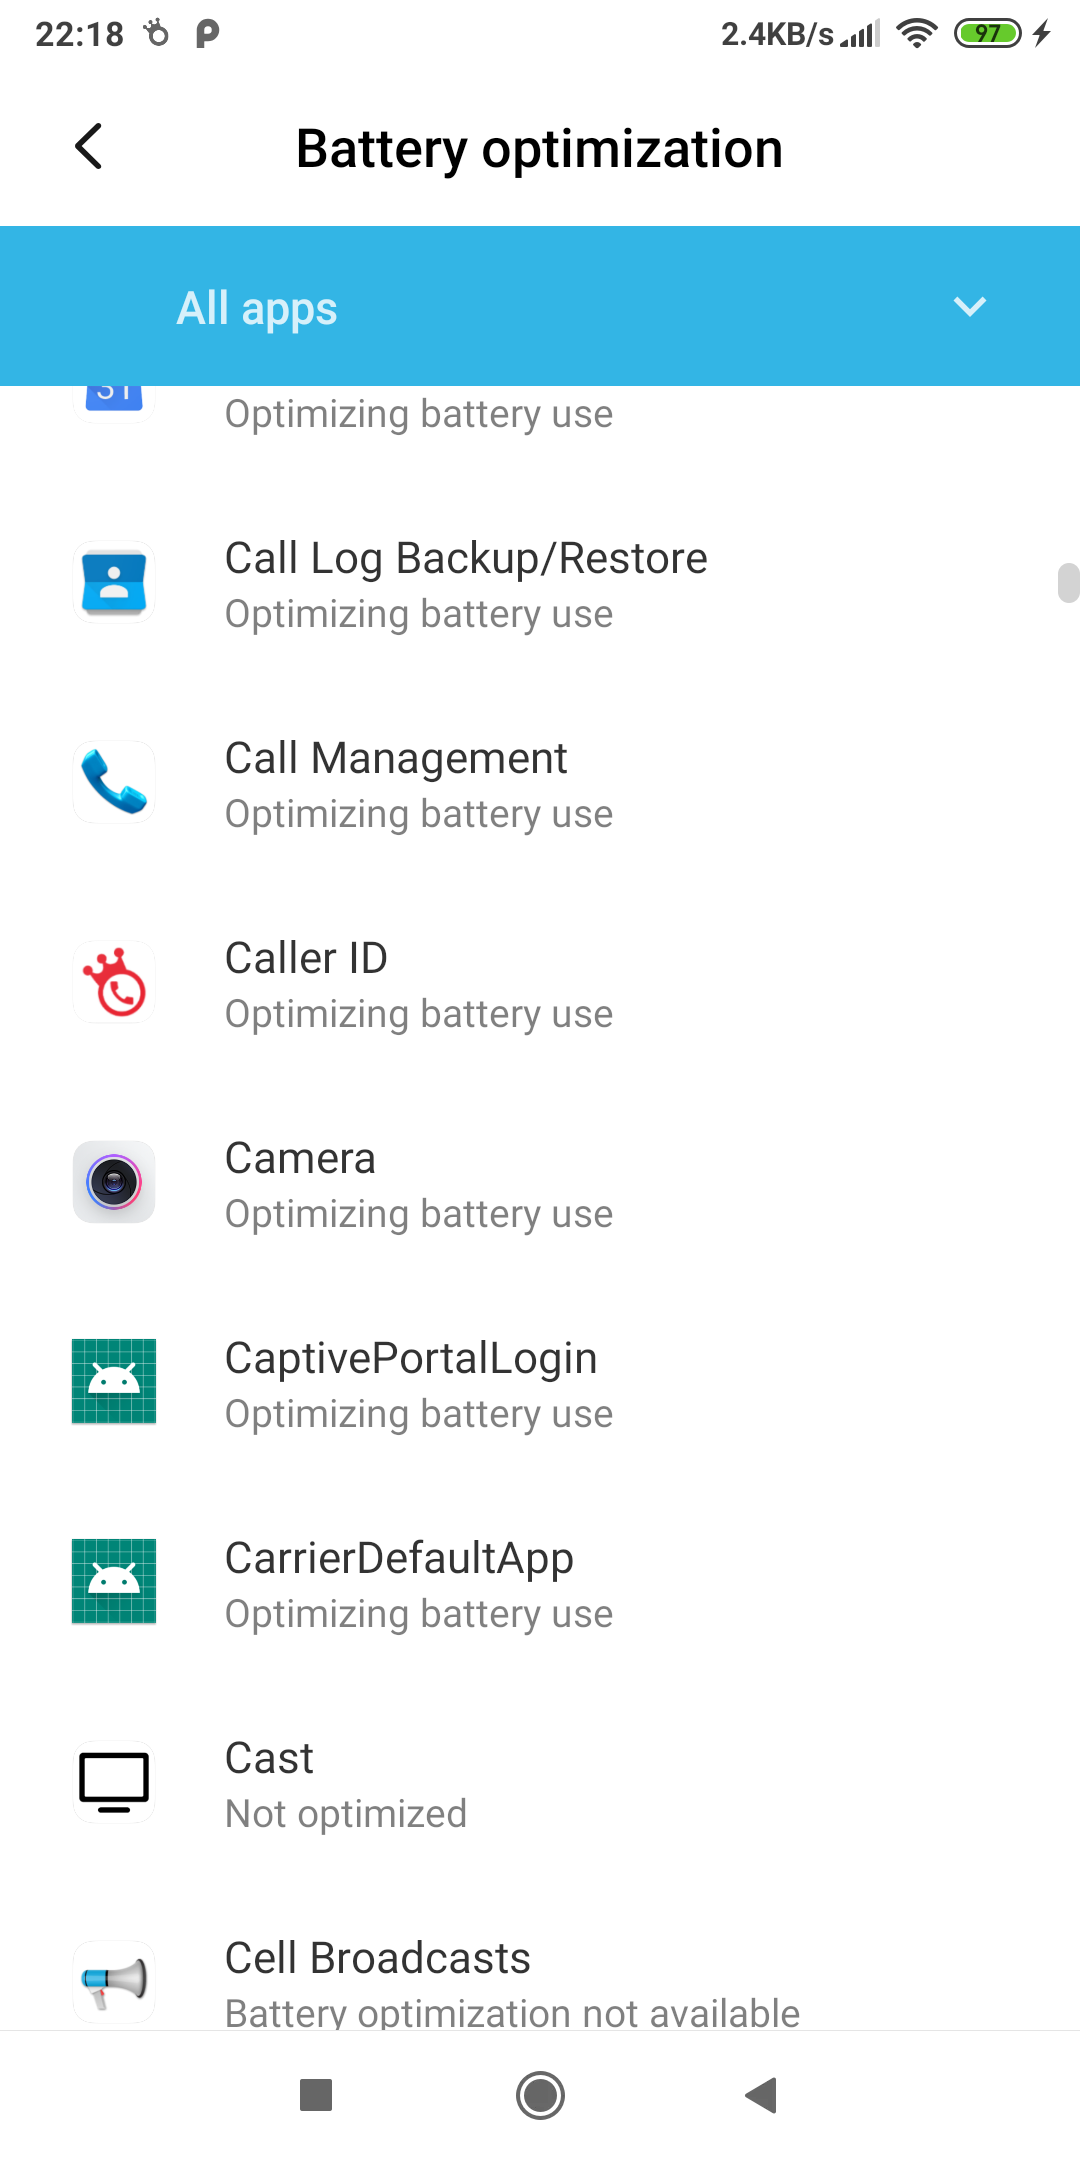 22:18
2.4KB/s
97
Battery optimization
All apps
31
Optimizing battery use
Call Log Backup/Restore
Optimizing battery use
Call Management
Optimizing battery use
Caller ID
Optimizing battery use
Camera
Optimizing battery use
CaptivePortalLogin
Optimizing battery use
CarrierDefaultApp
Optimizing battery use
Cast
Not optimized
Cell Broadcasts
Battery optimization not available